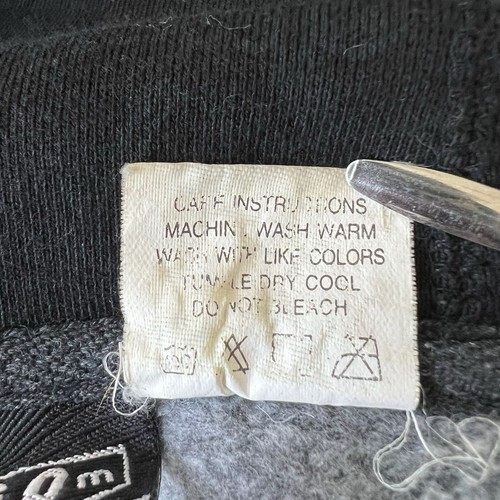 CARE INSTRUCTIONS
MACHINE WASH WARM
WASH WITH LIKE COLORS
TUMBLE DRY COOL
DO NOT BLEACH